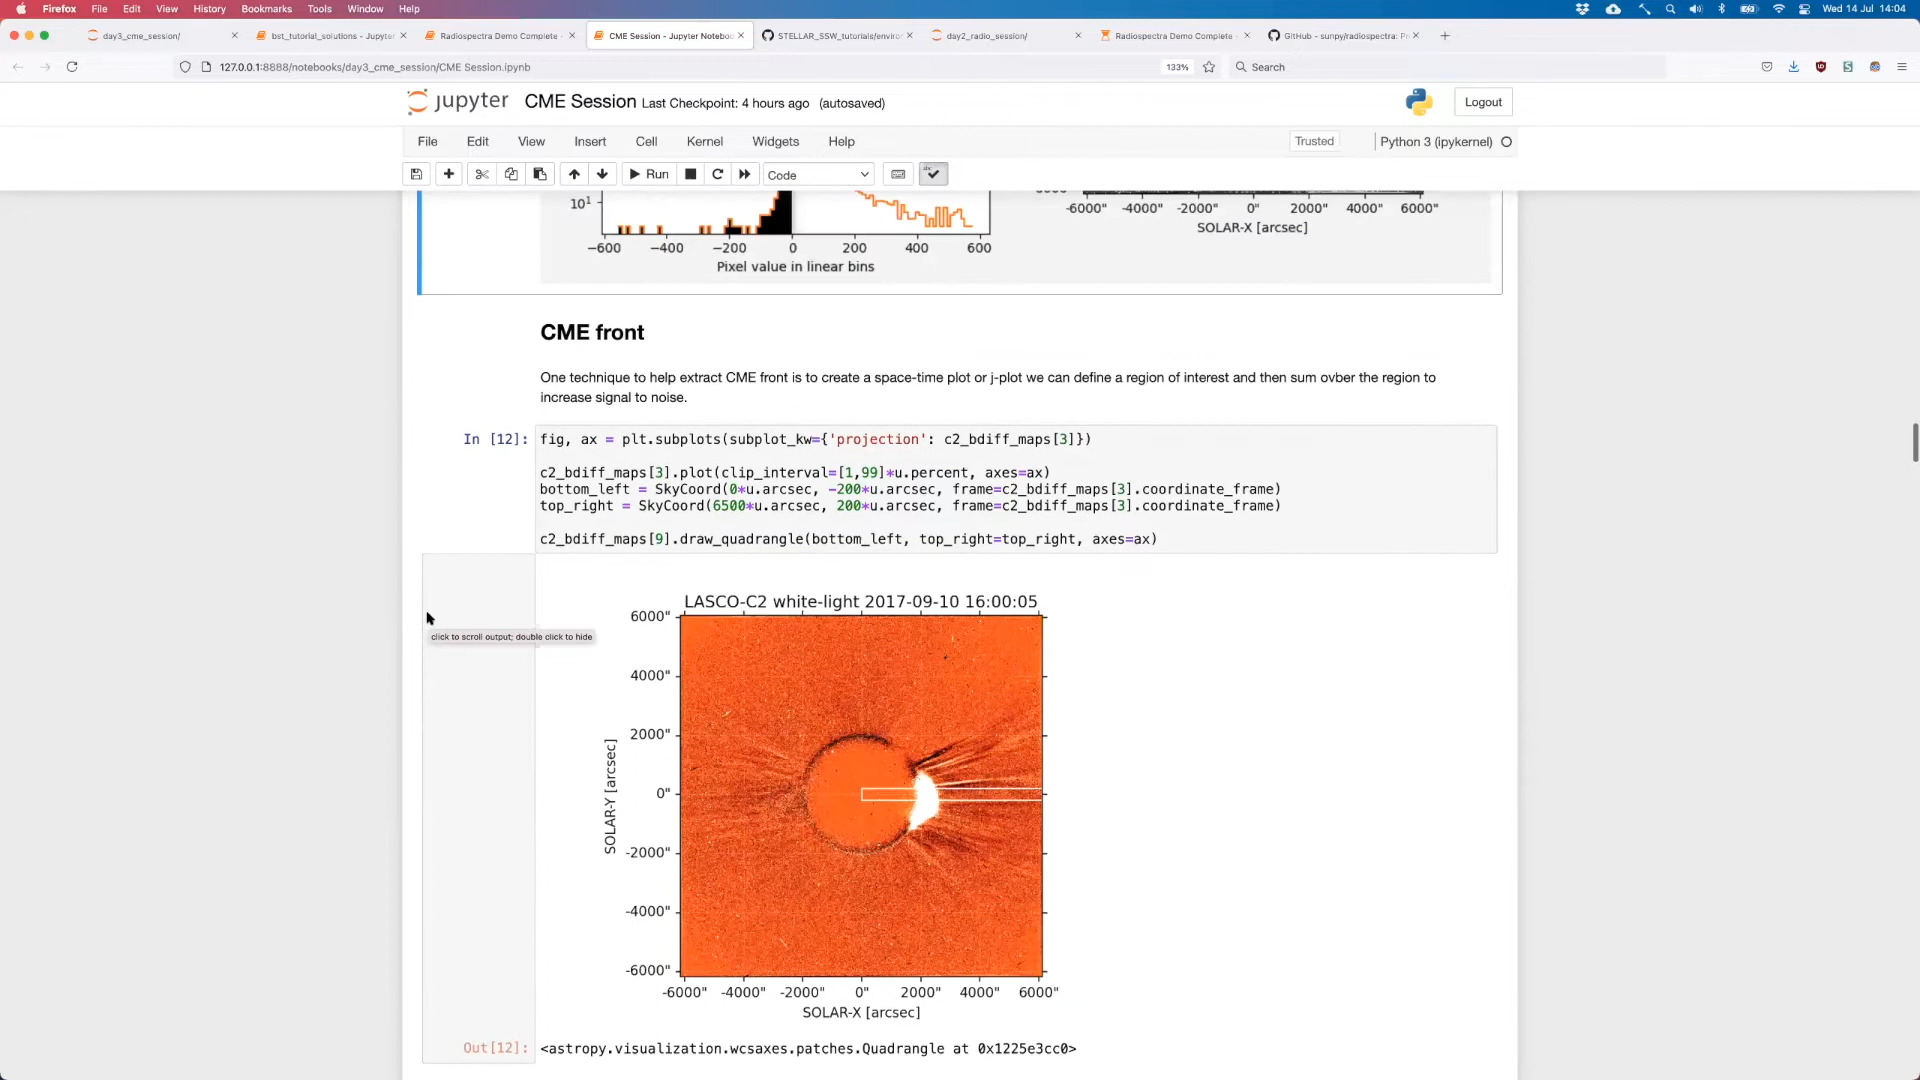 Firefox File Edit View History Bookmarks Tools Window Help Wed 14 Jul 14:04
day3_cme_session/ bst_tutorial_solutions - Jupyter Radiospectra Demo Complete - CME Session - Jupyter Notebo STELLAR_SSW_tutorials/enviro day2_radio_session/ Radiospectra Demo Complete - GitHub - sunpy/radiospectra: P
127.0.0.1:8888/notebooks/day3_cme_session/CME Session.ipynb 133% Search
jupyter CME Session Last Checkpoint: 4 hours ago (autosaved) Logout
File Edit View Insert Cell Kernel Widgets Help Trusted Python 3 (ipykernel)
Run Code
10¹
-6000" -4000" -2000" 0" 2000" 4000" 6000"
SOLAR-X [arcsec]
−600 −400 −200 0 200 400 600
Pixel value in linear bins
CME front
One technique to help extract CME front is to create a space-time plot or j-plot we can define a region of interest and then sum ovber the region to
increase signal to noise.
In [12]: fig, ax = plt.subplots(subplot_kw={'projection': c2_bdiff_maps[3]})
c2_bdiff_maps[3].plot(clip_interval=[1,99]*u.percent, axes=ax)
bottom_left = SkyCoord(0*u.arcsec, -200*u.arcsec, frame=c2_bdiff_maps[3].coordinate_frame)
top_right = SkyCoord(6500*u.arcsec, 200*u.arcsec, frame=c2_bdiff_maps[3].coordinate_frame)
c2_bdiff_maps[9].draw_quadrangle(bottom_left, top_right=top_right, axes=ax)
click to scroll output; double click to hide
LASCO-C2 white-light 2017-09-10 16:00:05
6000"
4000"
2000"
0"
-2000"
-4000"
-6000"
SOLAR-Y [arcsec]
-6000" -4000" -2000" 0" 2000" 4000" 6000"
SOLAR-X [arcsec]
Out[12]: <astropy.visualization.wcsaxes.patches.Quadrangle at 0x1225e3cc0>